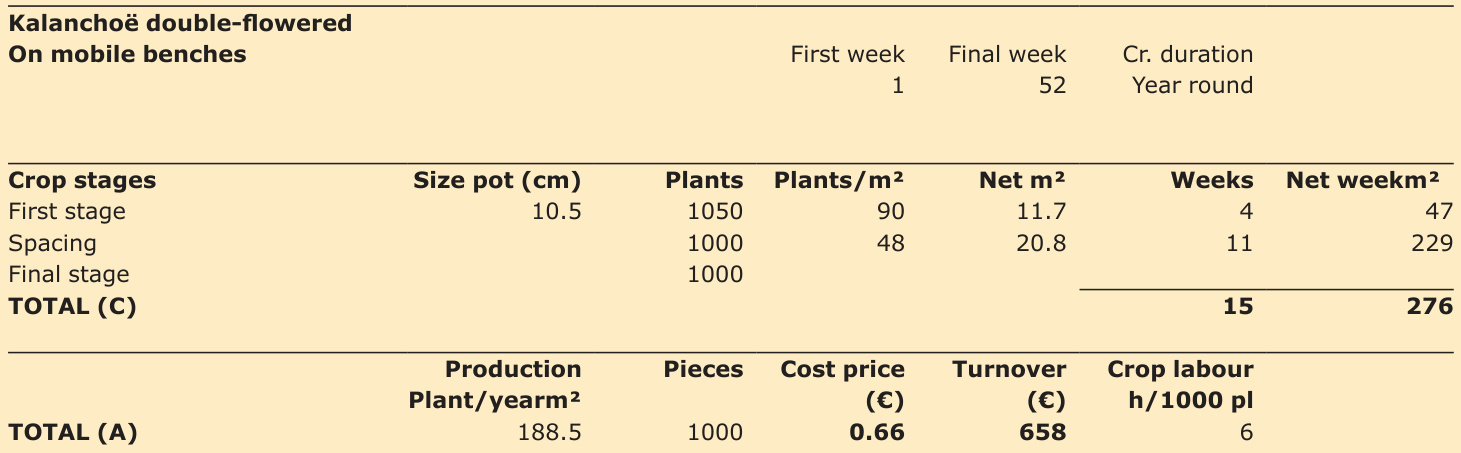 Kalanchoë double-flowered
On mobile benches First week Final week Cr. duration
1 52 Year round
Crop stages Size pot (cm) Plants Plants/m² Net m² Weeks Net weekm²
First stage 10.5 1050 90 11.7 4 47
Spacing 1000 48 20.8 11 229
Final stage 1000
TOTAL (C) 15 276
Production Pieces Cost price Turnover Crop labour
Plant/yearm² (€) (€) h/1000 pl
TOTAL (A) 188.5 1000 0.66 658 6